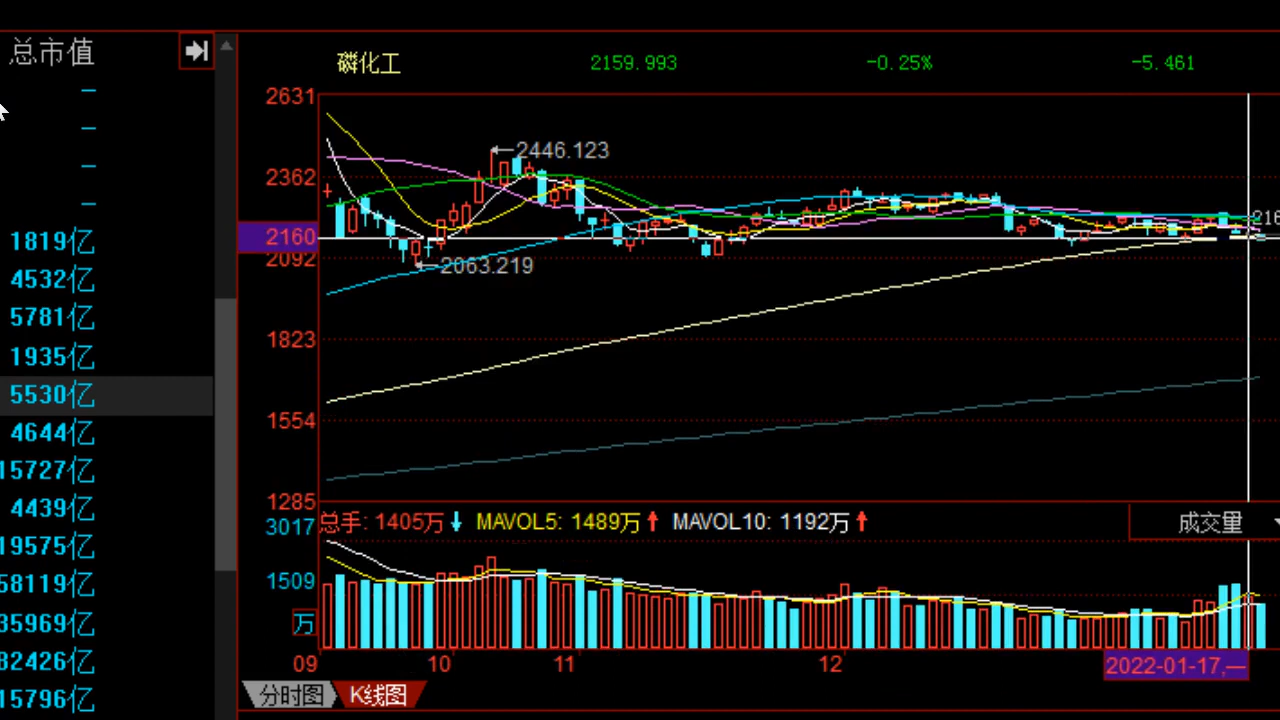 总市值
磷化工 2159.993 -0.25% -5.461
—
—
—
—
1819亿
4532亿
5781亿
1935亿
5530亿
4644亿
15727亿
4439亿
19575亿
58119亿
35969亿
82426亿
15796亿
2631
2362
2160
2092
1823
1554
1285
2446.123
2063.219
216
3017 总手: 1405万 MAVOL5: 1489万 MAVOL10: 1192万 成交量
1509
万
09 10 11 12 2022-01-17,一
分时图 K线图